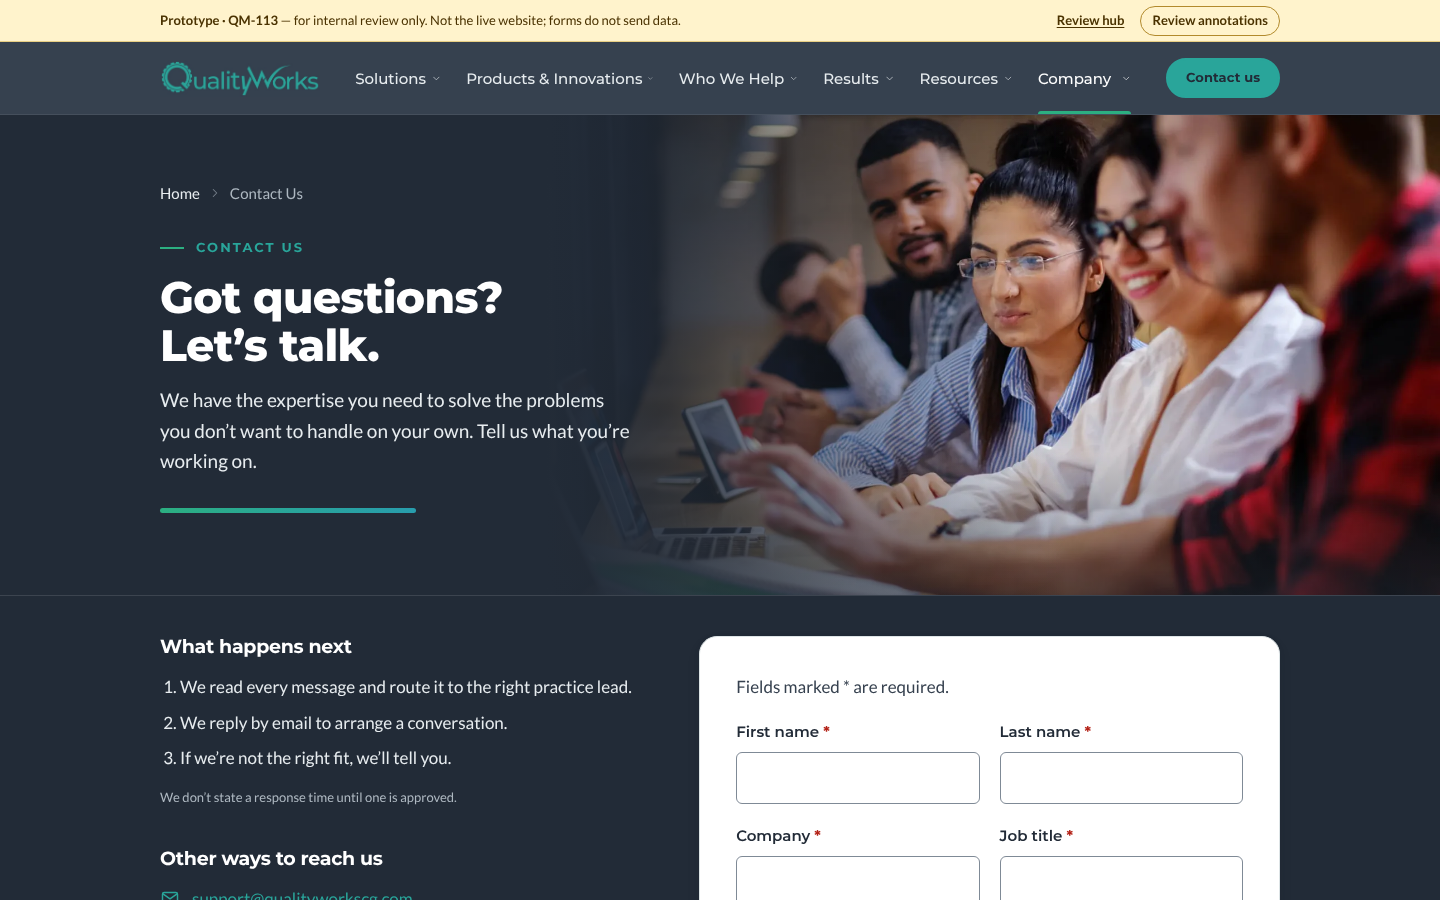 Prototype · QM-113 — for internal review only. Not the live website; forms do not send data.
Review hub
Review annotations
QualityWorks
Solutions
Products & Innovations
Who We Help
Results
Resources
Company
Contact us
Home
Contact Us
CONTACT US
Got questions?
Let’s talk.
We have the expertise you need to solve the problems
you don’t want to handle on your own. Tell us what you’re
working on.
What happens next
1. We read every message and route it to the right practice lead.
2. We reply by email to arrange a conversation.
3. If we’re not the right fit, we’ll tell you.
We don’t state a response time until one is approved.
Other ways to reach us
support@qualityworkscg.com
Fields marked * are required.
First name *
Last name *
Company *
Job title *